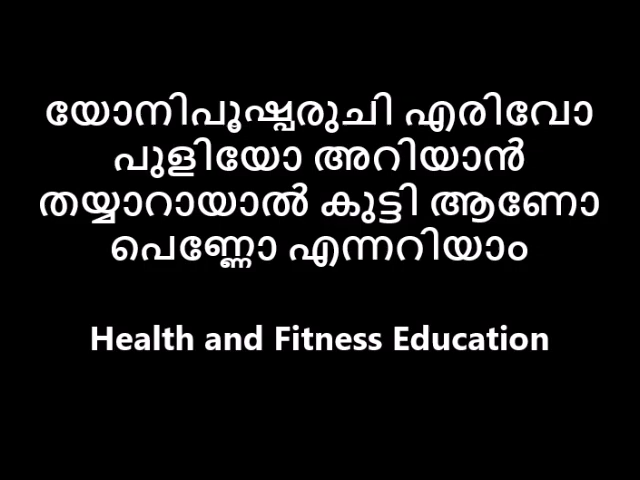 യോനിപൂഷ്പരുചി എരിവോ
പുളിയോ അറിയാൻ
തയ്യാറായാൽ കുട്ടി ആണോ
പെണ്ണോ എന്നറിയാം
Health and Fitness Education